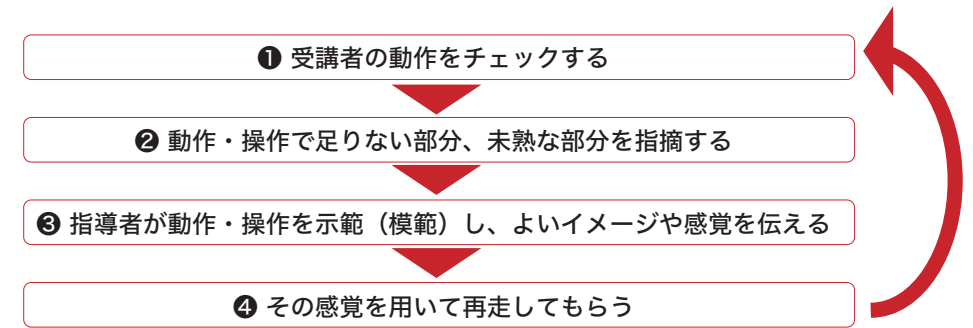 ❶ 受講者の動作をチェックする
❷ 動作・操作で足りない部分、未熟な部分を指摘する
❸ 指導者が動作・操作を示範（模範）し、よいイメージや感覚を伝える
❹ その感覚を用いて再走してもらう